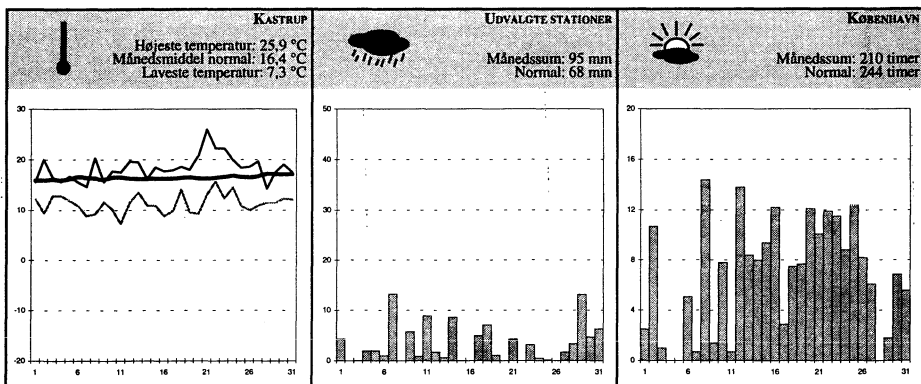 KASTRUP
Højeste temperatur: 25,9 °C
Månedsmiddel normal: 16,4 °C
Laveste temperatur: 7,3 °C
30
20
10
0
-10
-20
1 6 11 16 21 26 31
UDVALGTE STATIONER
Månedssum: 95 mm
Normal: 68 mm
50
40
30
20
10
0
1 6 11 16 21 26 31
KØBENHAVN
Månedssum: 210 timer
Normal: 244 timer
20
16
12
8
4
0
1 6 11 16 21 26 31